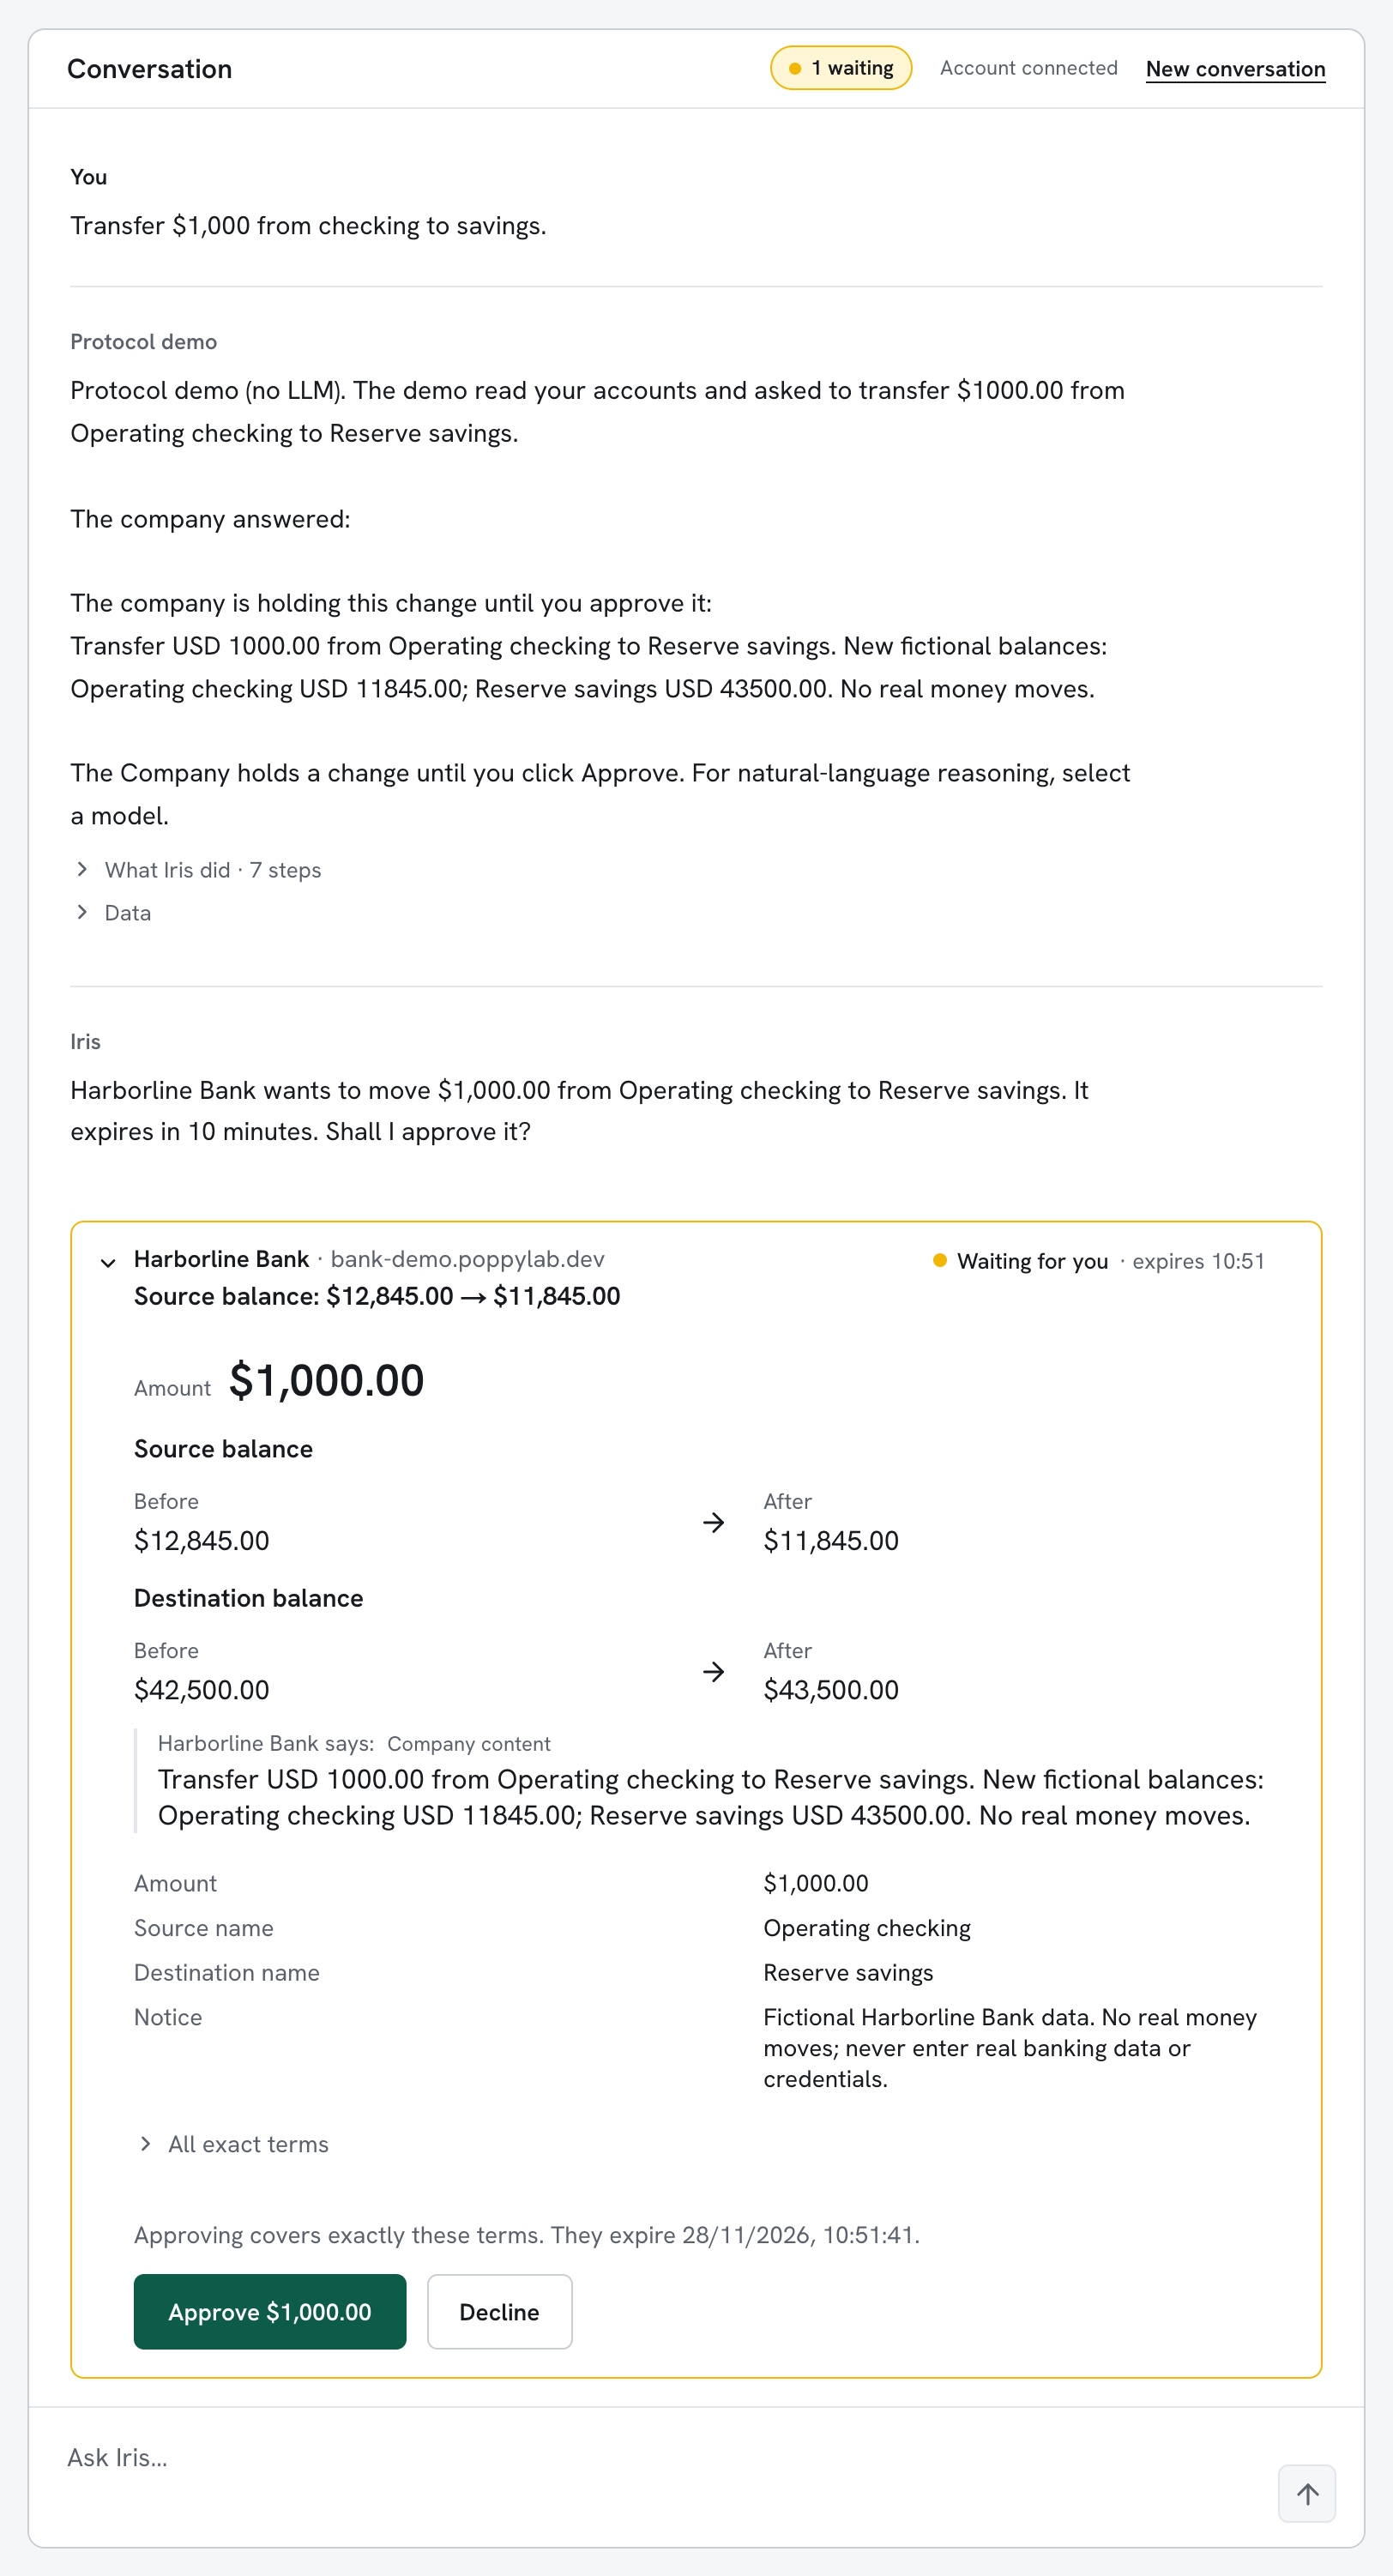 Conversation
1 waiting
Account connected
New conversation
You
Transfer $1,000 from checking to savings.
Protocol demo
Protocol demo (no LLM). The demo read your accounts and asked to transfer $1000.00 from
Operating checking to Reserve savings.
The company answered:
The company is holding this change until you approve it:
Transfer USD 1000.00 from Operating checking to Reserve savings. New fictional balances:
Operating checking USD 11845.00; Reserve savings USD 43500.00. No real money moves.
The Company holds a change until you click Approve. For natural-language reasoning, select
a model.
What Iris did · 7 steps
Data
Iris
Harborline Bank wants to move $1,000.00 from Operating checking to Reserve savings. It
expires in 10 minutes. Shall I approve it?
Harborline Bank · bank-demo.poppylab.dev
Waiting for you · expires 10:51
Source balance: $12,845.00 → $11,845.00
Amount $1,000.00
Source balance
Before
After
$12,845.00 → $11,845.00
Destination balance
Before
After
$42,500.00 → $43,500.00
Harborline Bank says: Company content
Transfer USD 1000.00 from Operating checking to Reserve savings. New fictional balances:
Operating checking USD 11845.00; Reserve savings USD 43500.00. No real money moves.
Amount $1,000.00
Source name Operating checking
Destination name Reserve savings
Notice Fictional Harborline Bank data. No real money
moves; never enter real banking data or
credentials.
All exact terms
Approving covers exactly these terms. They expire 28/11/2026, 10:51:41.
Approve $1,000.00
Decline
Ask Iris...